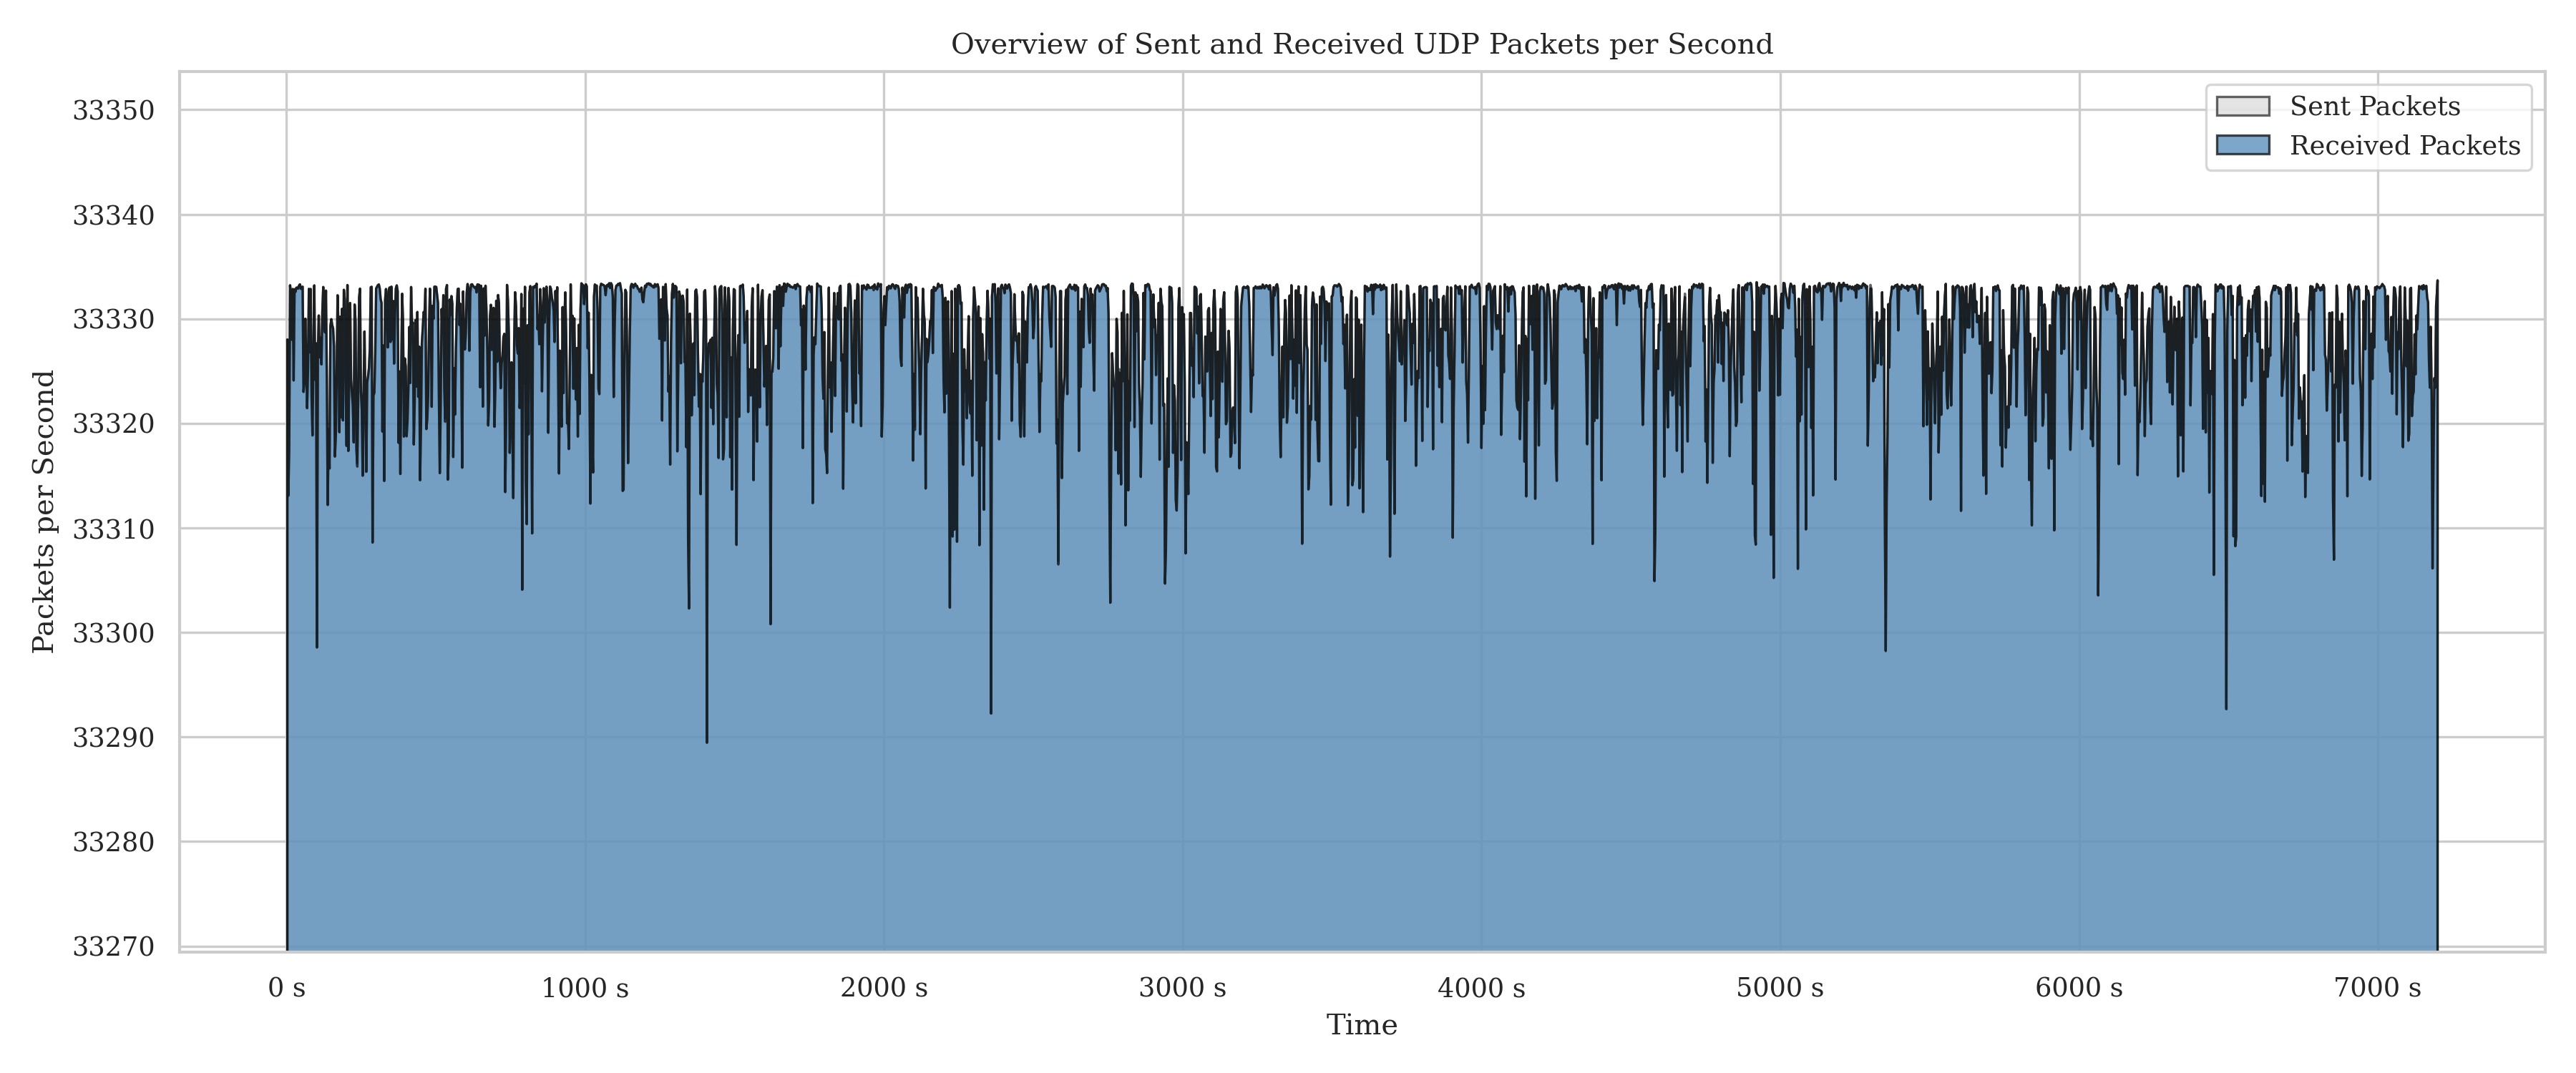 Overview of Sent and Received UDP Packets per Second
Sent Packets
Received Packets
Packets per Second
33350
33340
33330
33320
33310
33300
33290
33280
33270
0 s
1000 s
2000 s
3000 s
4000 s
5000 s
6000 s
7000 s
Time